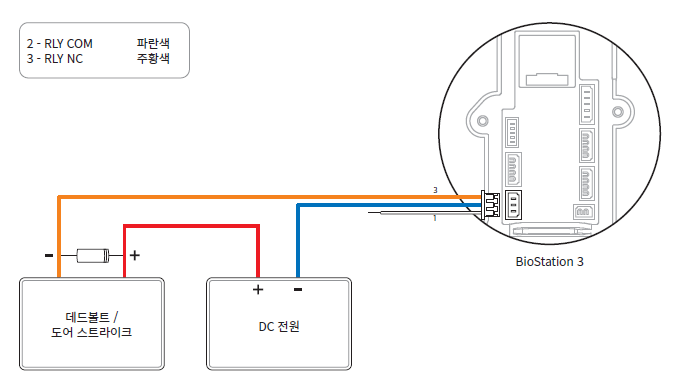 2 - RLY COM 파란색
3 - RLY NC 주황색
3
1
BioStation 3
- +
+ -
데드볼트 /
도어 스트라이크
DC 전원